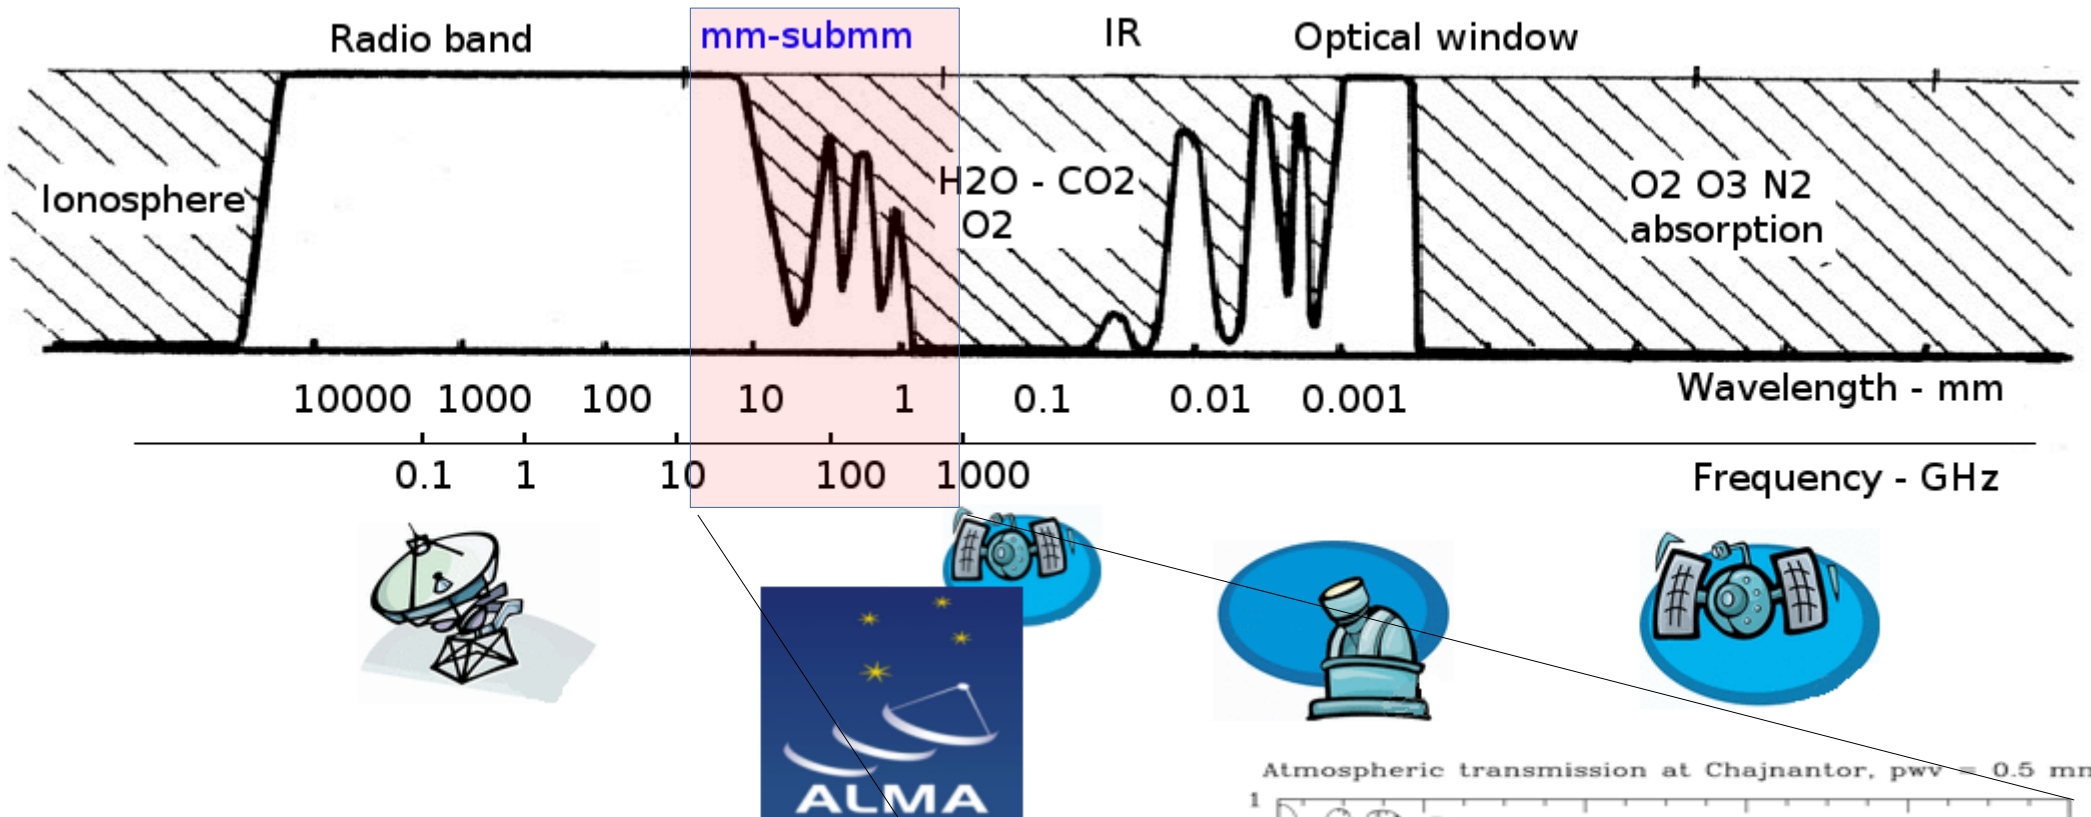 Radio band mm-submm IR Optical window
Ionosphere
H2O - CO2
O2
O2 O3 N2
absorption
10000 1000 100 10 1 0.1 0.01 0.001 Wavelength - mm
0.1 1 10 100 1000 Frequency - GHz
ALMA
Atmospheric transmission at Chajnantor, pwv = 0.5
1